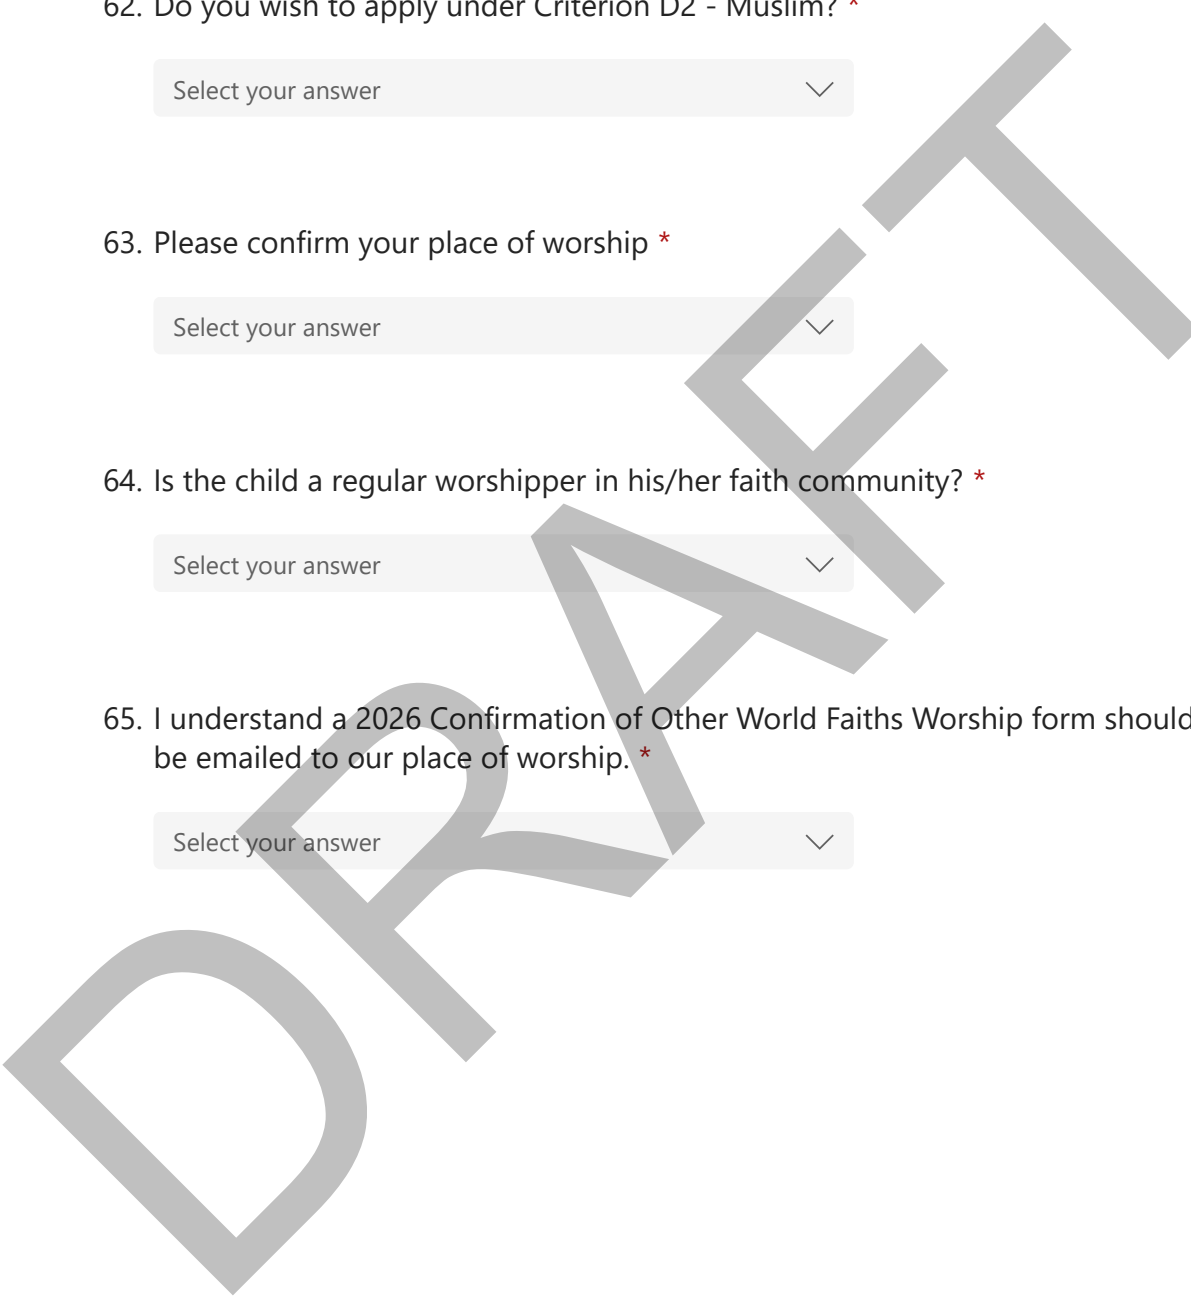 62. Do you wish to apply under Criterion D2 - Muslim? *
Select your answer
63. Please confirm your place of worship *
Select your answer
64. Is the child a regular worshipper in his/her faith community? *
Select your answer
65. I understand a 2026 Confirmation of Other World Faiths Worship form should
be emailed to our place of worship. *
Select your answer
DRAFT